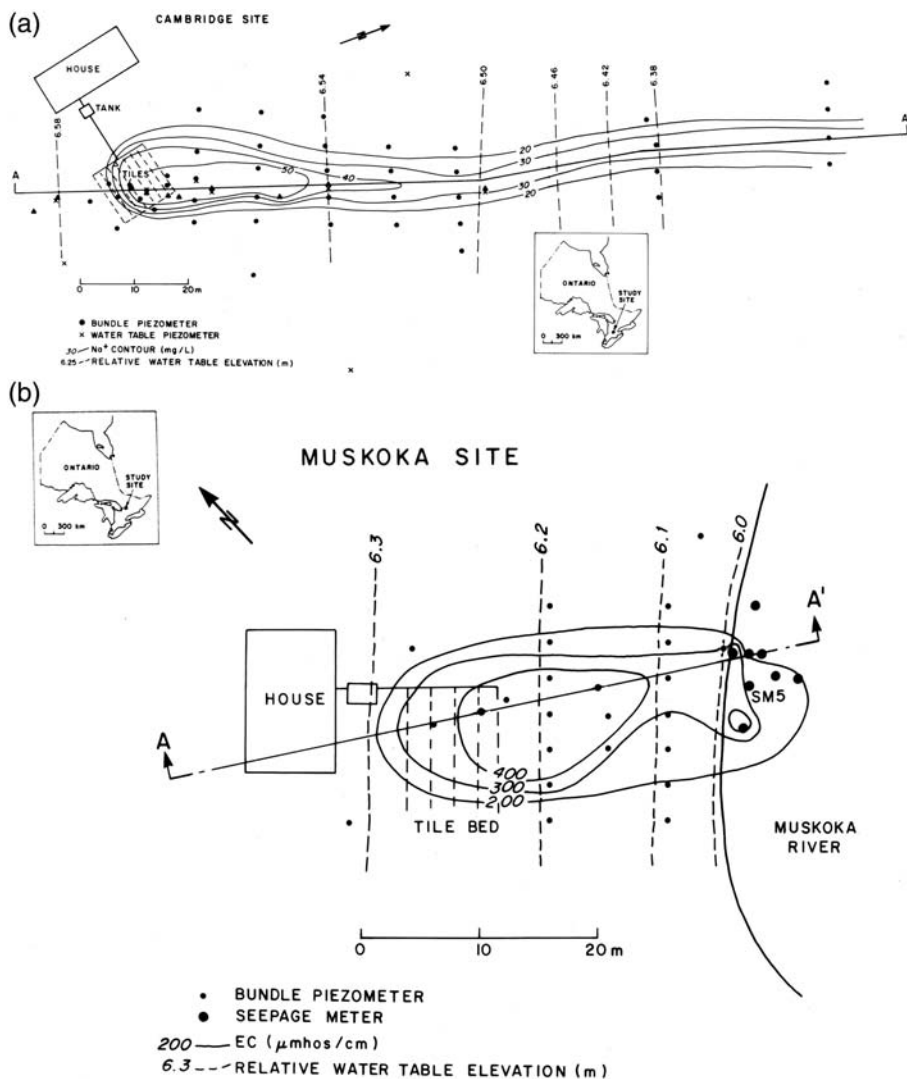 (a)
CAMBRIDGE SITE
HOUSE
TANK
TILES
N
A
A'
6.58
6.54
6.50
6.46
6.42
6.38
50
40
30
20
20
30
30
20
0 10 20 m
● BUNDLE PIEZOMETER
× WATER TABLE PIEZOMETER
30 Na+ CONTOUR (mg/L)
6.25 RELATIVE WATER TABLE ELEVATION (m)
ONTARIO
STUDY
SITE
0 300 km
(b)
ONTARIO
STUDY
SITE
0 300 km
MUSKOKA SITE
N
6.3
6.2
6.1
6.0
A
A'
HOUSE
SM5
400
300
200
TILE BED
MUSKOKA
RIVER
0 10 20 m
• BUNDLE PIEZOMETER
● SEEPAGE METER
200 EC (μmhos/cm)
6.3 RELATIVE WATER TABLE ELEVATION (m)